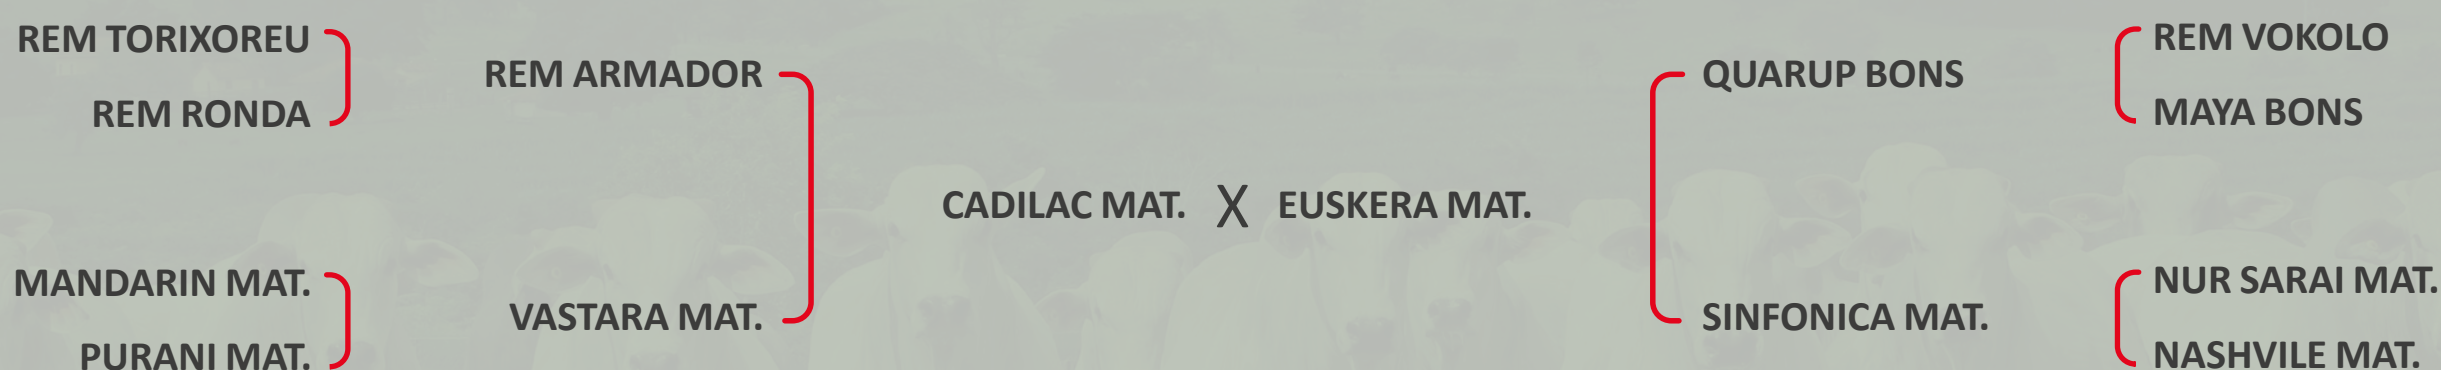 REM TORIXOREU
REM RONDA
REM ARMADOR
MANDARIN MAT.
PURANI MAT.
VASTARA MAT.
CADILAC MAT. X EUSKERA MAT.
QUARUP BONS
SINFONICA MAT.
REM VOKOLO
MAYA BONS
NUR SARAI MAT.
NASHVILE MAT.